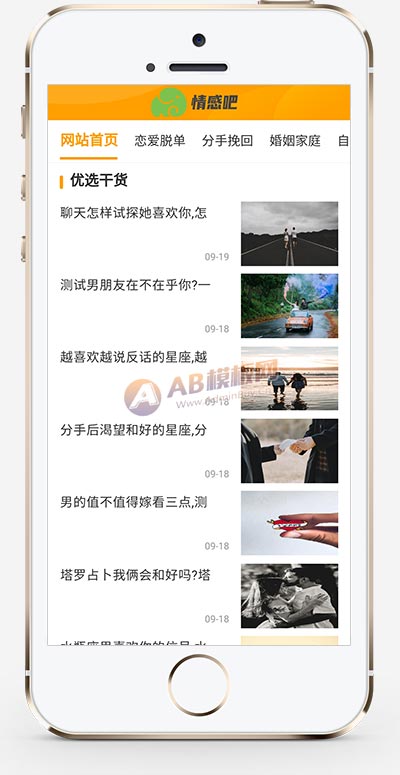 情感吧
网站首页 恋爱脱单 分手挽回 婚姻家庭 自
优选干货
聊天怎样试探她喜欢你,怎
09-19
测试男朋友在不在乎你?一
09-18
越喜欢越说反话的星座,越
AB模板网
09-18
分手后渴望和好的星座,分
09-18
男的值不值得嫁看三点,测
09-18
塔罗占卜我俩会和好吗?塔
09-18